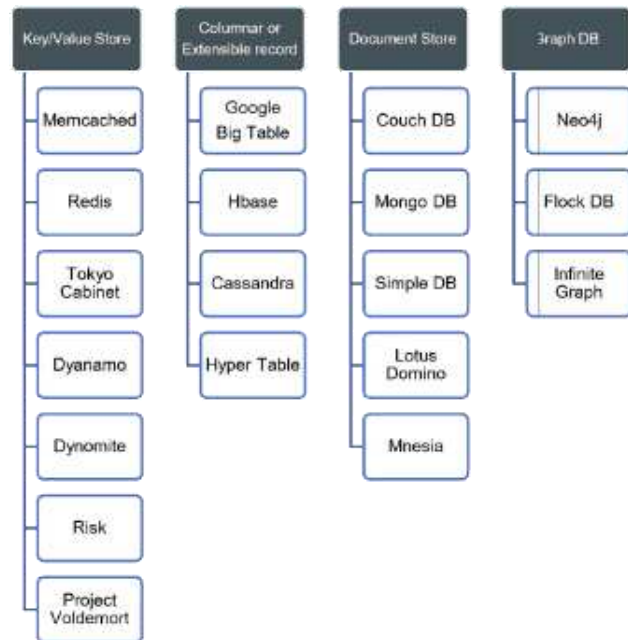 Key/Value Store
Memcached
Redis
Tokyo
Cabinet
Dyanamo
Dynomite
Risk
Project
Voldemort
Columnar or
Extensible record
Google
Big Table
Hbase
Cassandra
Hyper Table
Document Store
Couch DB
Mongo DB
Simple DB
Lotus
Domino
Mnesia
Graph DB
Neo4j
Flock DB
Infinite
Graph